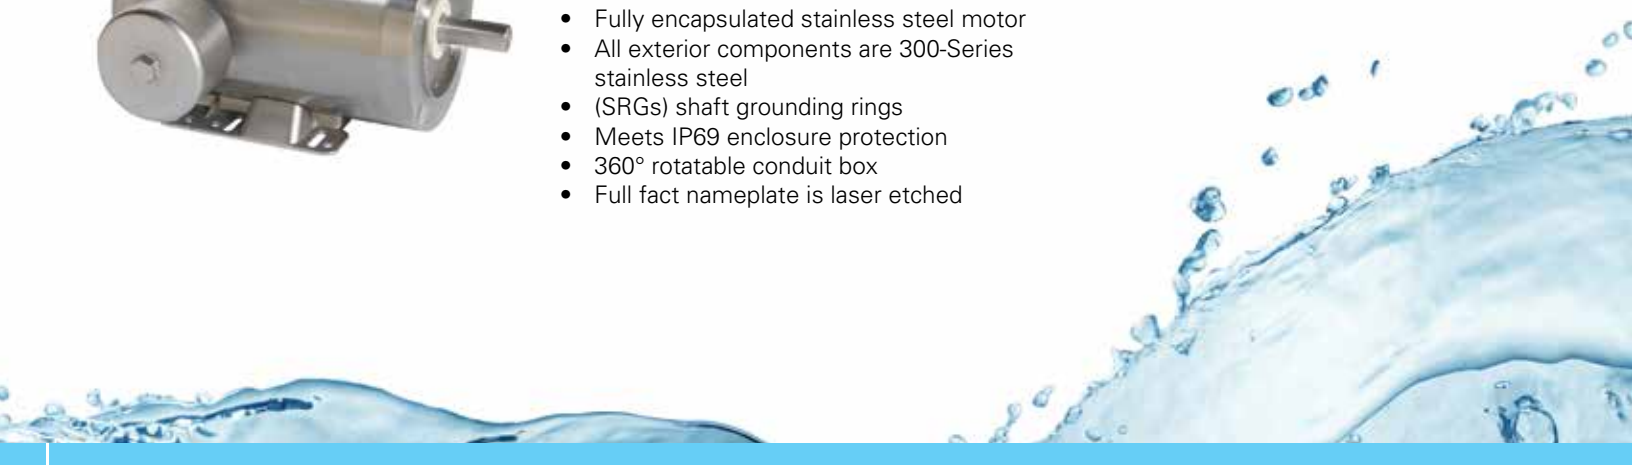 • Fully encapsulated stainless steel motor
• All exterior components are 300-Series
stainless steel
• (SRGs) shaft grounding rings
• Meets IP69 enclosure protection
• 360° rotatable conduit box
• Full fact nameplate is laser etched